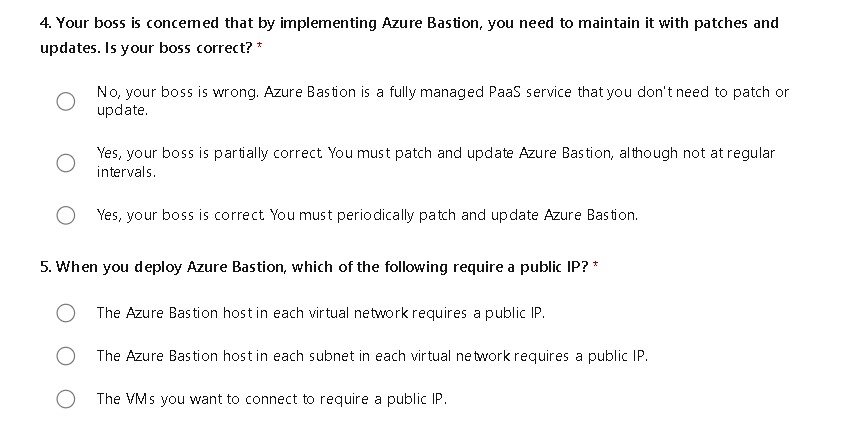 4. Your boss is concerned that by implementing Azure Bastion, you need to maintain it with patches and
updates. Is your boss correct? *
No, your boss is wrong. Azure Bastion is a fully managed PaaS service that you don't need to patch or
update.
Yes, your boss is partially correct. You must patch and update Azure Bastion, although not at regular
intervals.
Yes, your boss is correct. You must periodically patch and update Azure Bastion.
5. When you deploy Azure Bastion, which of the following require a public IP? *
The Azure Bastion host in each virtual network requires a public IP.
The Azure Bastion host in each subnet in each virtual network requires a public IP.
The VMs you want to connect to require a public IP.